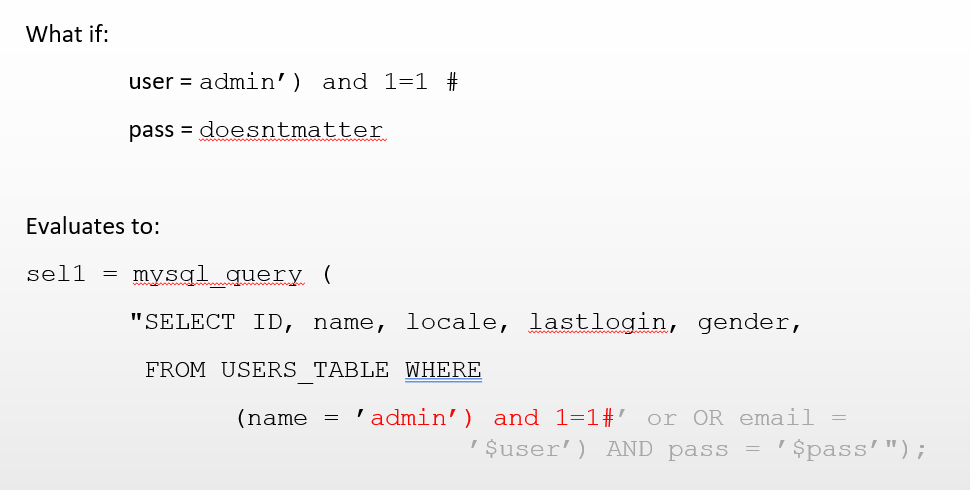 What if:
user = admin’) and 1=1 #
pass = doesntmatter
Evaluates to:
sel1 = mysql_query (
"SELECT ID, name, locale, lastlogin, gender,
FROM USERS_TABLE WHERE
(name = ’admin’) and 1=1#’ or OR email =
’$user’) AND pass = ’$pass’");